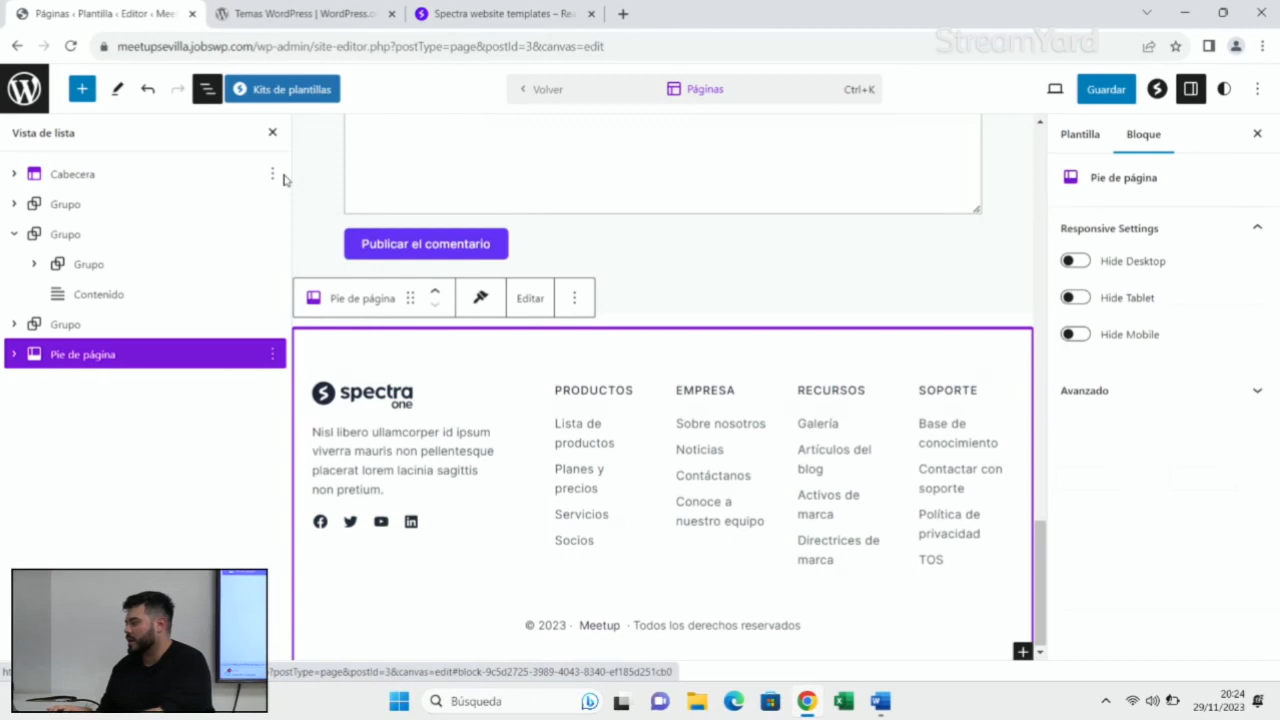 Páginas ‹ Plantilla ‹ Editor ‹ Mee
Temas WordPress | WordPress.o
Spectra website templates – Re
meetupsevilla.jobswp.com/wp-admin/site-editor.php?postType=page&postId=3&canvas=edit
StreamYard
Kits de plantillas
Volver
Páginas
Ctrl+K
Guardar
Vista de lista
Cabecera
Grupo
Grupo
Grupo
Contenido
Grupo
Pie de página
Publicar el comentario
Pie de página
Editar
spectra
one
Nisl libero ullamcorper id ipsum
viverra mauris non pellentesque
placerat lorem lacinia sagittis
non pretium.
PRODUCTOS
Lista de
productos
Planes y
precios
Servicios
Socios
EMPRESA
Sobre nosotros
Noticias
Contáctanos
Conoce a
nuestro equipo
RECURSOS
Galería
Artículos del
blog
Activos de
marca
Directrices de
marca
SOPORTE
Base de
conocimiento
Contactar con
soporte
Política de
privacidad
TOS
© 2023 · Meetup · Todos los derechos reservados
Plantilla
Bloque
Pie de página
Responsive Settings
Hide Desktop
Hide Tablet
Hide Mobile
Avanzado
?postType=page&postId=3&canvas=edit#block-9c5d2725-3989-4043-8340-ef185d251cb0
Búsqueda
20:24
29/11/2023